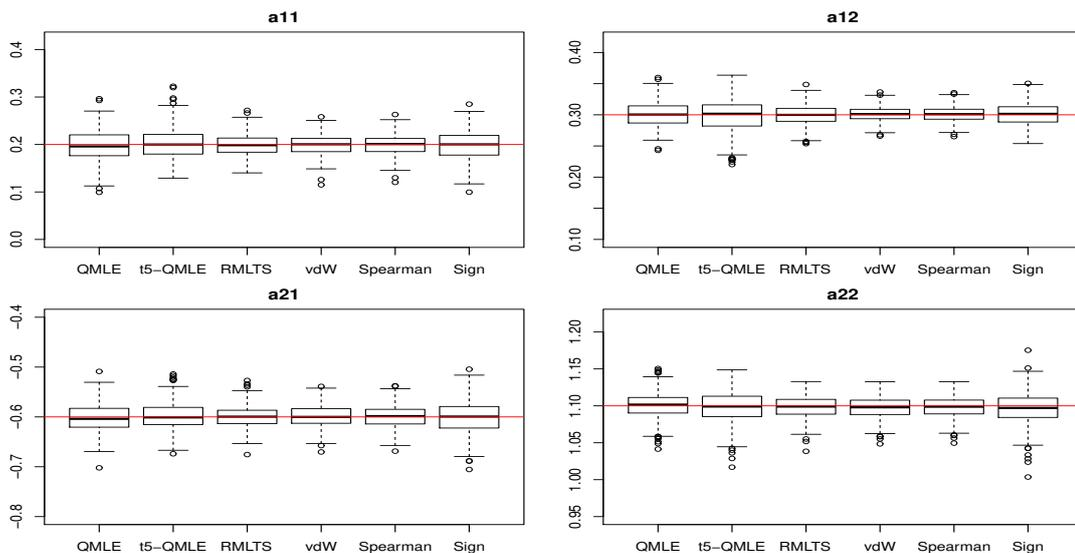 a11
0.4
0.3
0.2
0.1
0.0
QMLE t5−QMLE RMLTS vdW Spearman Sign
a12
0.40
0.30
0.20
0.10
QMLE t5−QMLE RMLTS vdW Spearman Sign
a21
−0.4
−0.5
−0.6
−0.7
−0.8
QMLE t5−QMLE RMLTS vdW Spearman Sign
a22
1.20
1.15
1.10
1.05
1.00
0.95
QMLE t5−QMLE RMLTS vdW Spearman Sign